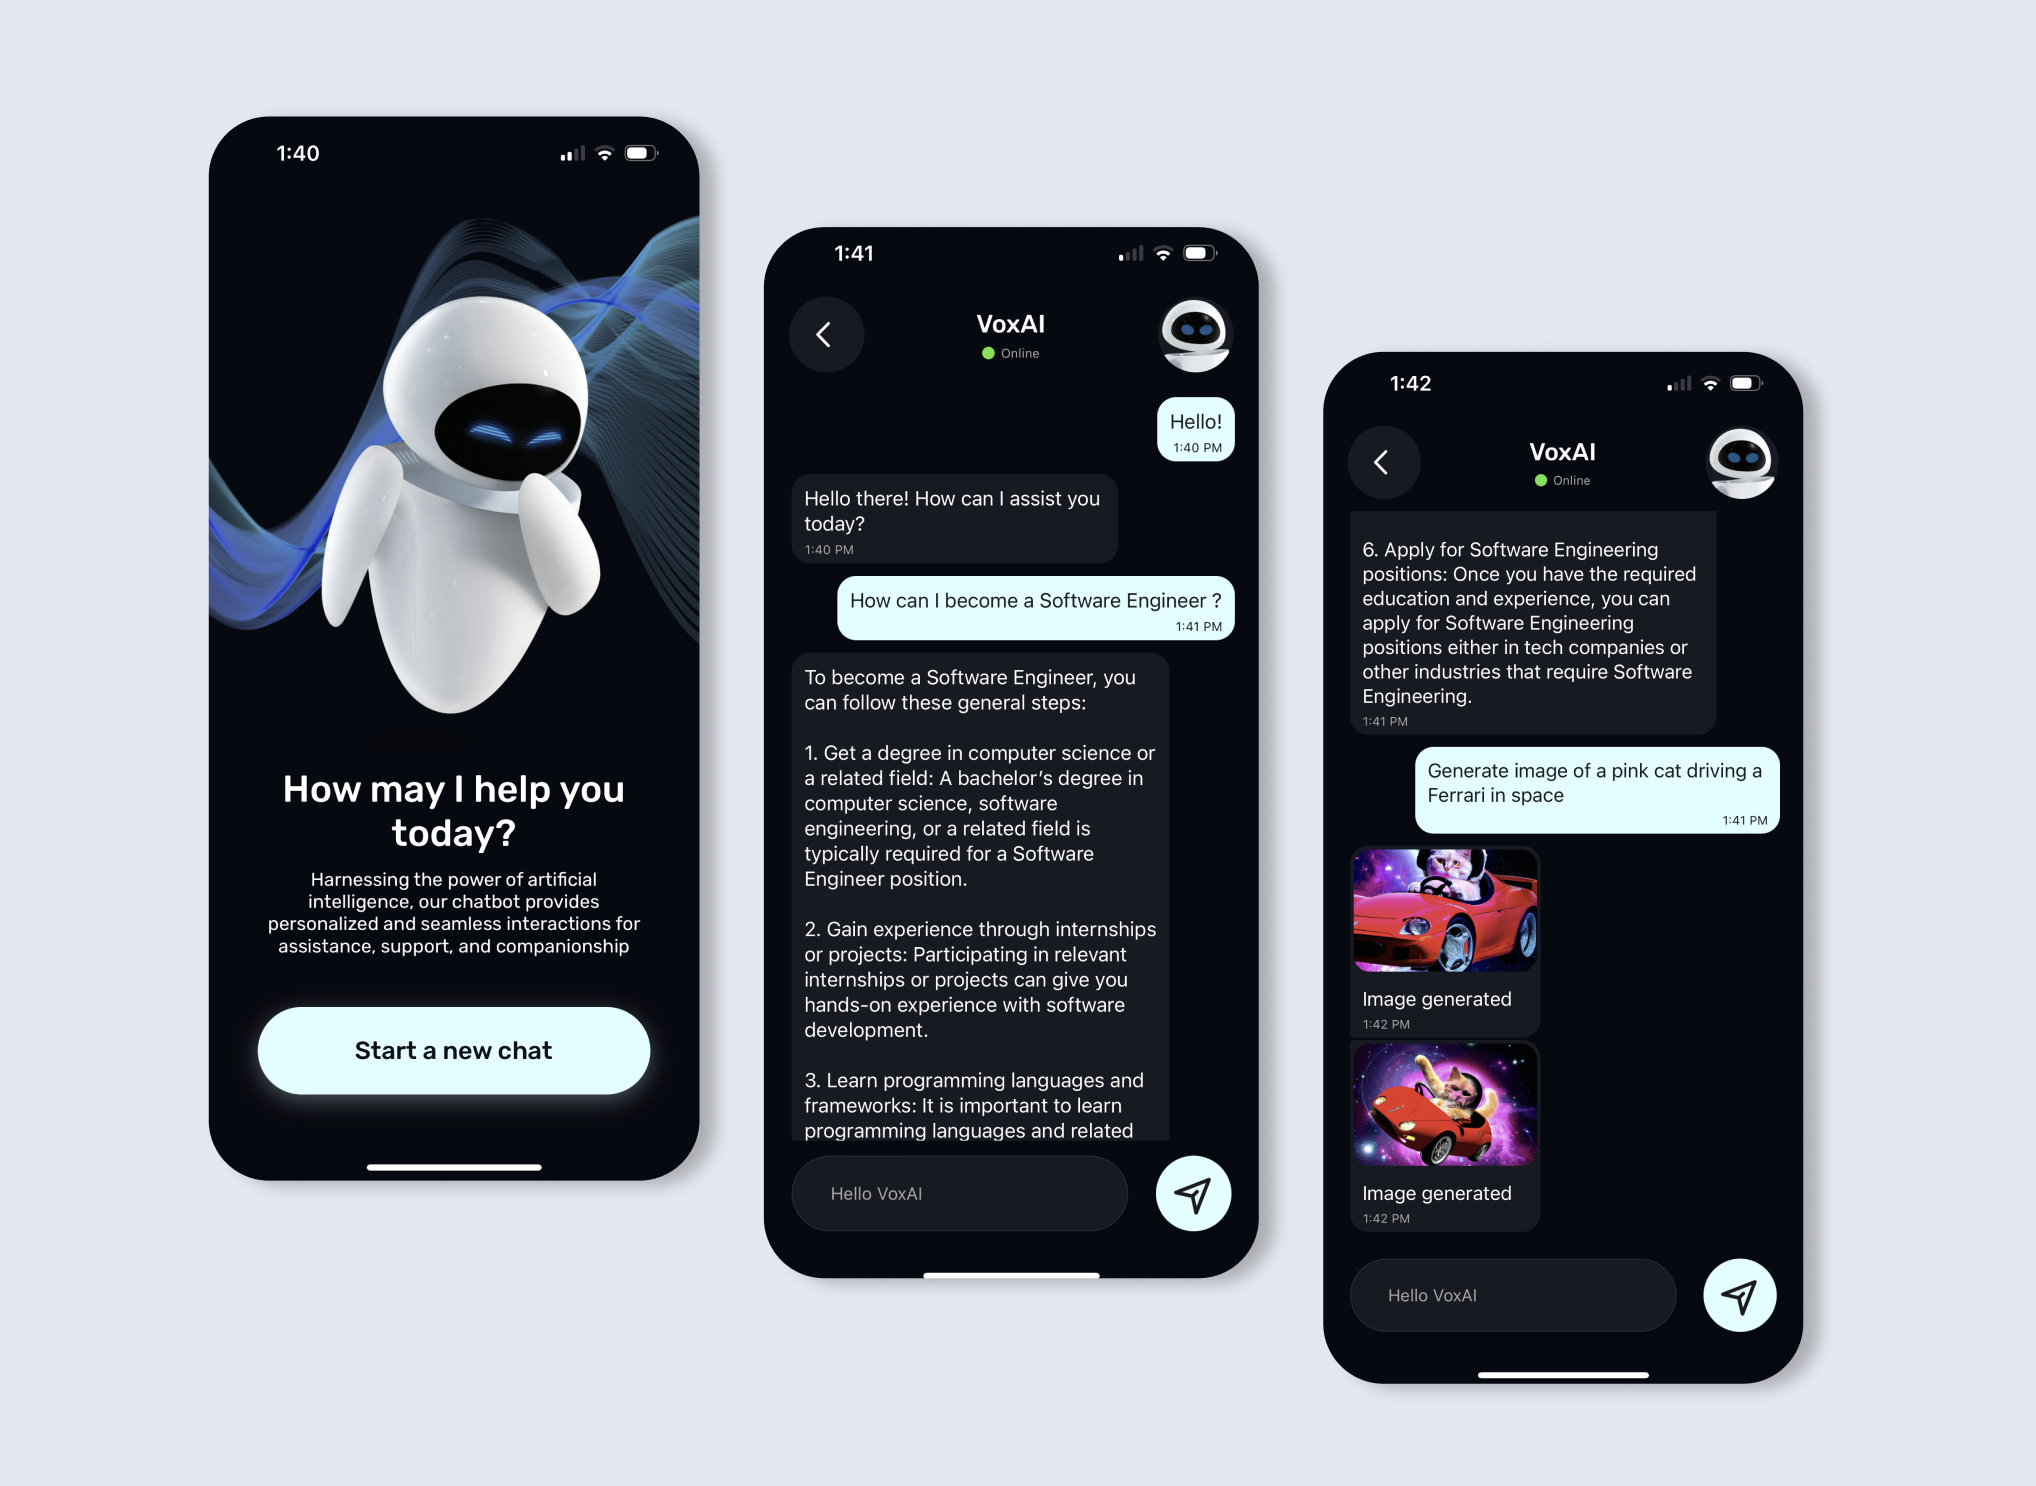 1:40
How may I help you
today?
Harnessing the power of artificial
intelligence, our chatbot provides
personalized and seamless interactions for
assistance, support, and companionship
Start a new chat
1:41
VoxAI
Online
Hello!
1:40 PM
Hello there! How can I assist you
today?
1:40 PM
How can I become a Software Engineer ?
1:41 PM
To become a Software Engineer, you
can follow these general steps:
1. Get a degree in computer science or
a related field: A bachelor's degree in
computer science, software
engineering, or a related field is
typically required for a Software
Engineer position.
2. Gain experience through internships
or projects: Participating in relevant
internships or projects can give you
hands-on experience with software
development.
3. Learn programming languages and
frameworks: It is important to learn
programming languages and related
Hello VoxAI
1:42
VoxAI
Online
6. Apply for Software Engineering
positions: Once you have the required
education and experience, you can
apply for Software Engineering
positions either in tech companies or
other industries that require Software
Engineering.
1:41 PM
Generate image of a pink cat driving a
Ferrari in space
1:41 PM
Image generated
1:42 PM
Image generated
1:42 PM
Hello VoxAI